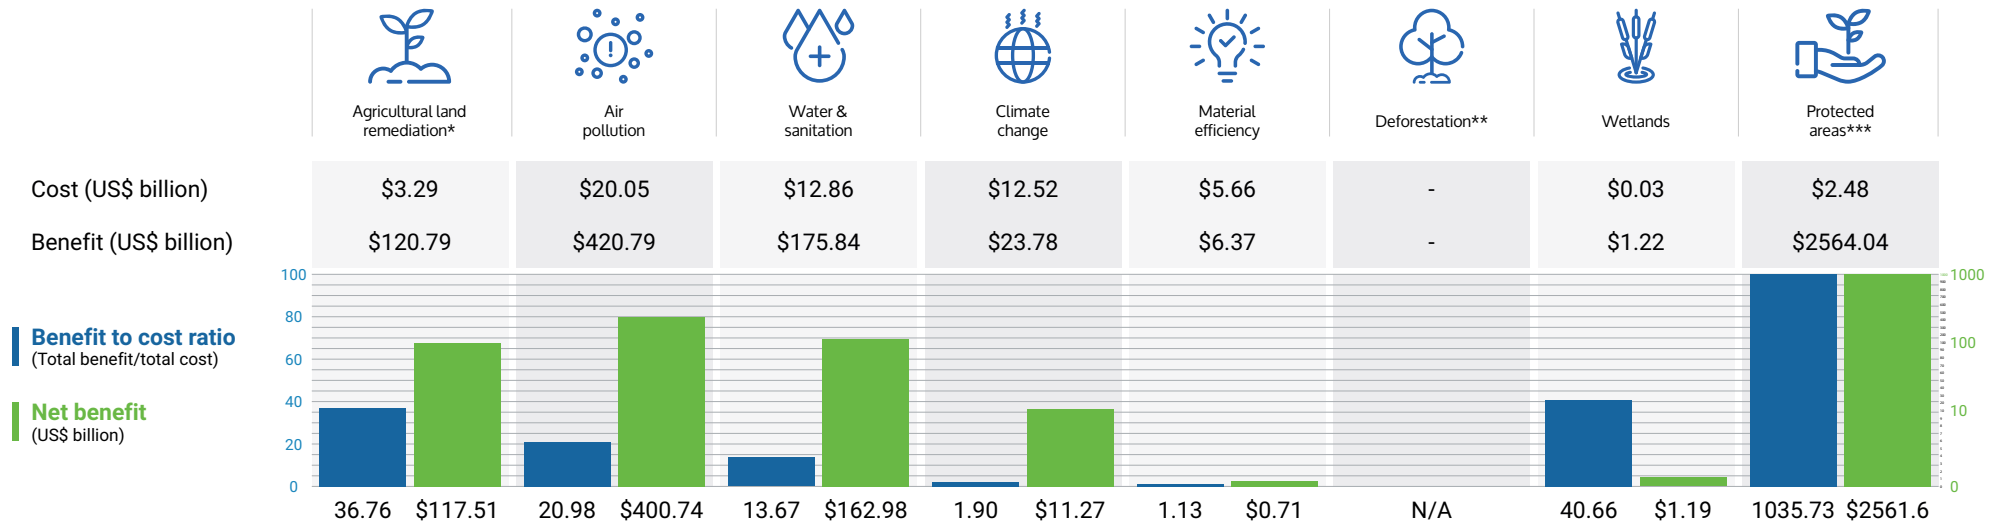 Agricultural land
remediation*
Air
pollution
Water &
sanitation
Climate
change
Material
efficiency
Deforestation**
Wetlands
Protected
areas***
Cost (US$ billion)
$3.29
$20.05
$12.86
$12.52
$5.66
-
$0.03
$2.48
Benefit (US$ billion)
$120.79
$420.79
$175.84
$23.78
$6.37
-
$1.22
$2564.04
Benefit to cost ratio
(Total benefit/total cost)
Net benefit
(US$ billion)
100
80
60
40
20
0
1000
100
10
0
36.76 $117.51
20.98 $400.74
13.67 $162.98
1.90 $11.27
1.13 $0.71
N/A
40.66 $1.19
1035.73 $2561.6